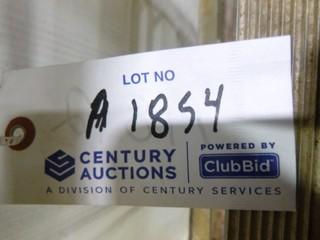 LOT NO
A 1854
CENTURY AUCTIONS
POWERED BY
ClubBid
A DIVISION OF CENTURY SERVICES